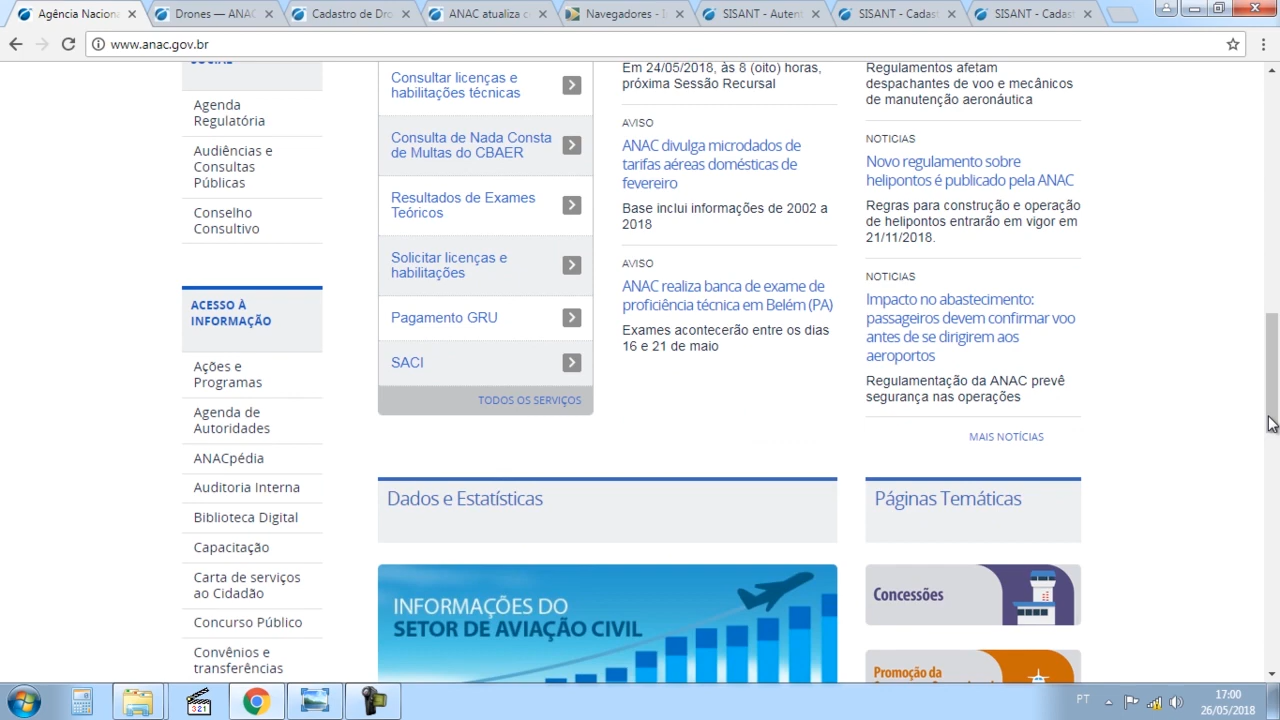 Agência Nacion
Drones — ANAC
Cadastro de Dro
ANAC atualiza c
Navegadores - I
SISANT - Autent
SISANT - Cadast
SISANT - Cadast
www.anac.gov.br
SOCIAL
Agenda
Regulatória
Audiências e
Consultas
Públicas
Conselho
Consultivo
ACESSO À
INFORMAÇÃO
Ações e
Programas
Agenda de
Autoridades
ANACpédia
Auditoria Interna
Biblioteca Digital
Capacitação
Carta de serviços
ao Cidadão
Concurso Público
Convênios e
transferências
Consultar licenças e
habilitações técnicas
Consulta de Nada Consta
de Multas do CBAER
Resultados de Exames
Teóricos
Solicitar licenças e
habilitações
Pagamento GRU
SACI
TODOS OS SERVIÇOS
Em 24/05/2018, às 8 (oito) horas,
próxima Sessão Recursal
AVISO
ANAC divulga microdados de
tarifas aéreas domésticas de
fevereiro
Base inclui informações de 2002 a
2018
AVISO
ANAC realiza banca de exame de
proficiência técnica em Belém (PA)
Exames acontecerão entre os dias
16 e 21 de maio
Regulamentos afetam
despachantes de voo e mecânicos
de manutenção aeronáutica
NOTICIAS
Novo regulamento sobre
helipontos é publicado pela ANAC
Regras para construção e operação
de helipontos entrarão em vigor em
21/11/2018.
NOTICIAS
Impacto no abastecimento:
passageiros devem confirmar voo
antes de se dirigirem aos
aeroportos
Regulamentação da ANAC prevê
segurança nas operações
MAIS NOTÍCIAS
Dados e Estatísticas
INFORMAÇÕES DO
SETOR DE AVIAÇÃO CIVIL
Páginas Temáticas
Concessões
Promoção da
321
PT
17:00
26/05/2018